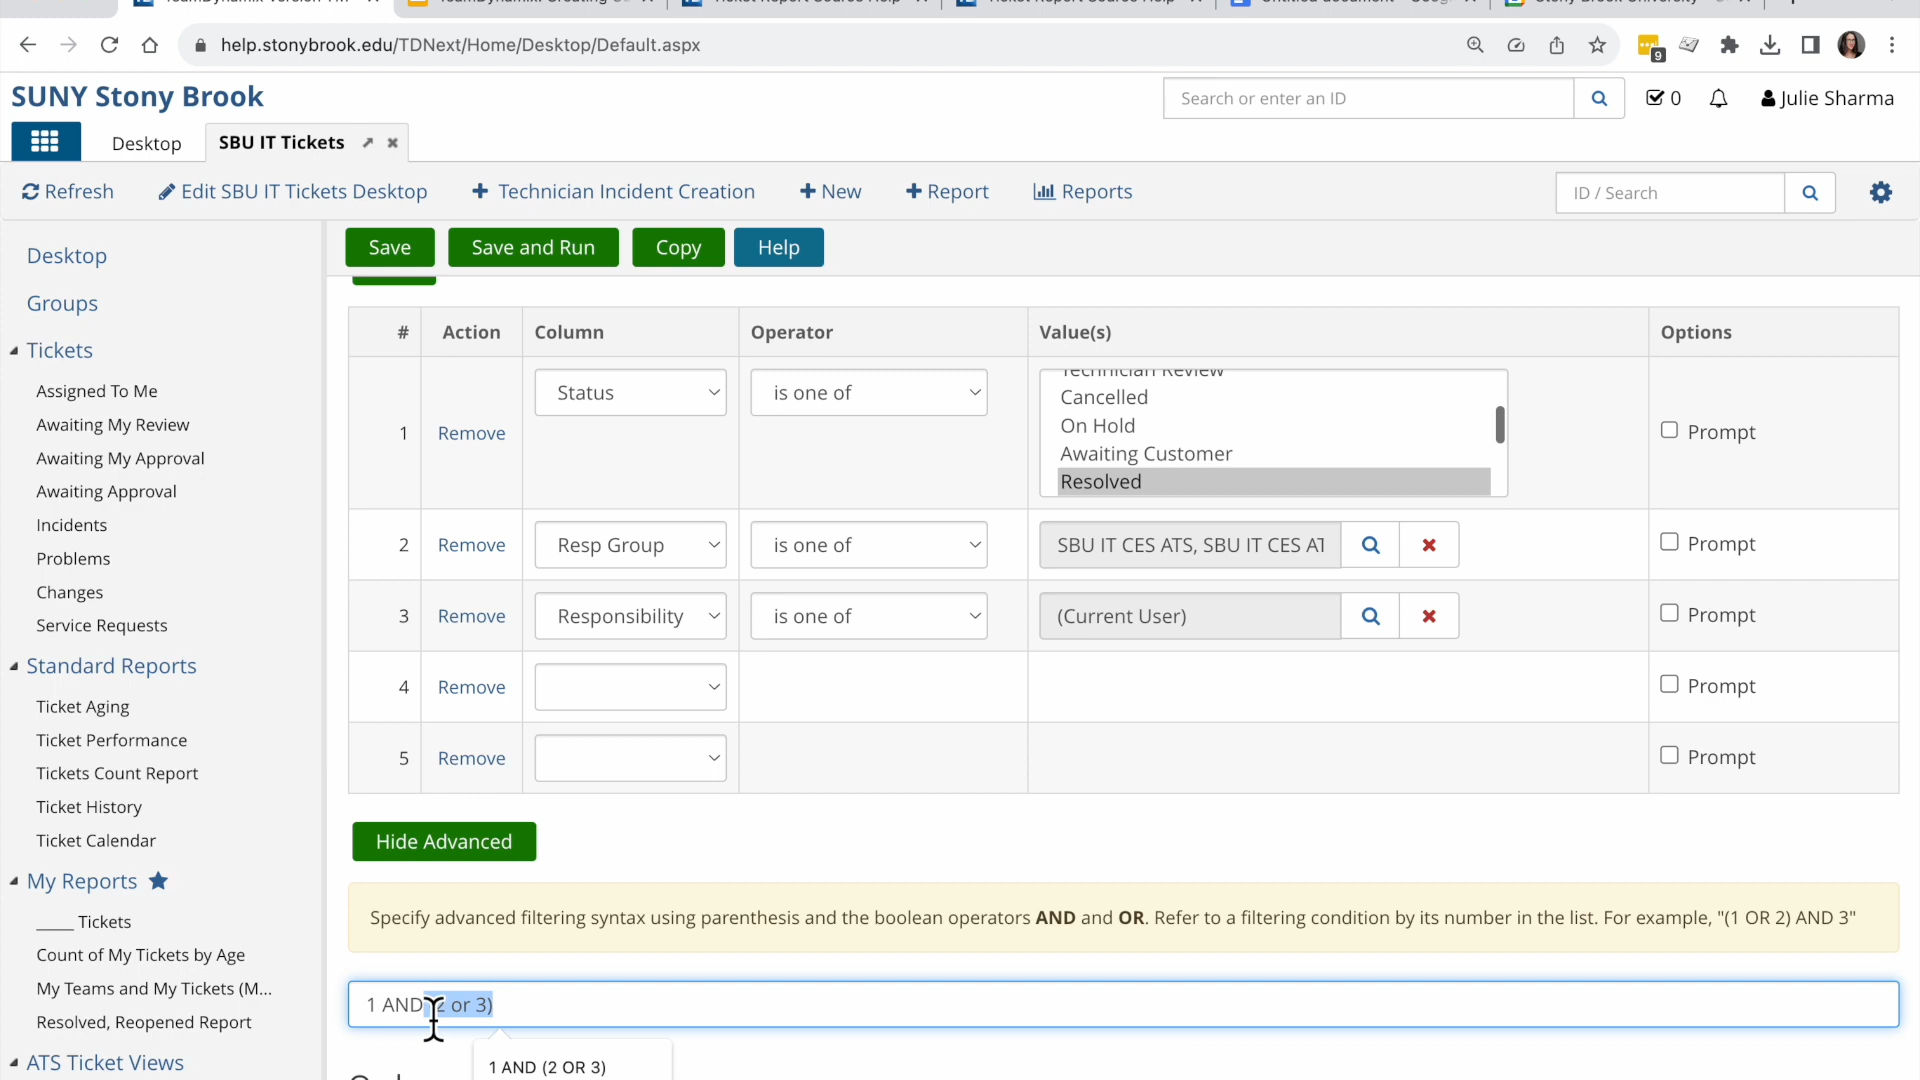 help.stonybrook.edu/TDNext/Home/Desktop/Default.aspx
9
SUNY Stony Brook
Search or enter an ID
0
Julie Sharma
Desktop
SBU IT Tickets
Refresh
Edit SBU IT Tickets Desktop
Technician Incident Creation
New
Report
Reports
ID / Search
Desktop
Groups
Tickets
Assigned To Me
Awaiting My Review
Awaiting My Approval
Awaiting Approval
Incidents
Problems
Changes
Service Requests
Standard Reports
Ticket Aging
Ticket Performance
Tickets Count Report
Ticket History
Ticket Calendar
My Reports
_____ Tickets
Count of My Tickets by Age
My Teams and My Tickets (M...
Resolved, Reopened Report
ATS Ticket Views
Save
Save and Run
Copy
Help
# Action Column Operator Value(s) Options
1 Remove Status is one of
Technician Review
Cancelled
On Hold
Awaiting Customer
Resolved
Prompt
2 Remove Resp Group is one of SBU IT CES ATS, SBU IT CES AT Prompt
3 Remove Responsibility is one of (Current User) Prompt
4 Remove Prompt
5 Remove Prompt
Hide Advanced
Specify advanced filtering syntax using parenthesis and the boolean operators AND and OR. Refer to a filtering condition by its number in the list. For example, "(1 OR 2) AND 3"
1 AND (2 or 3)
1 AND (2 OR 3)